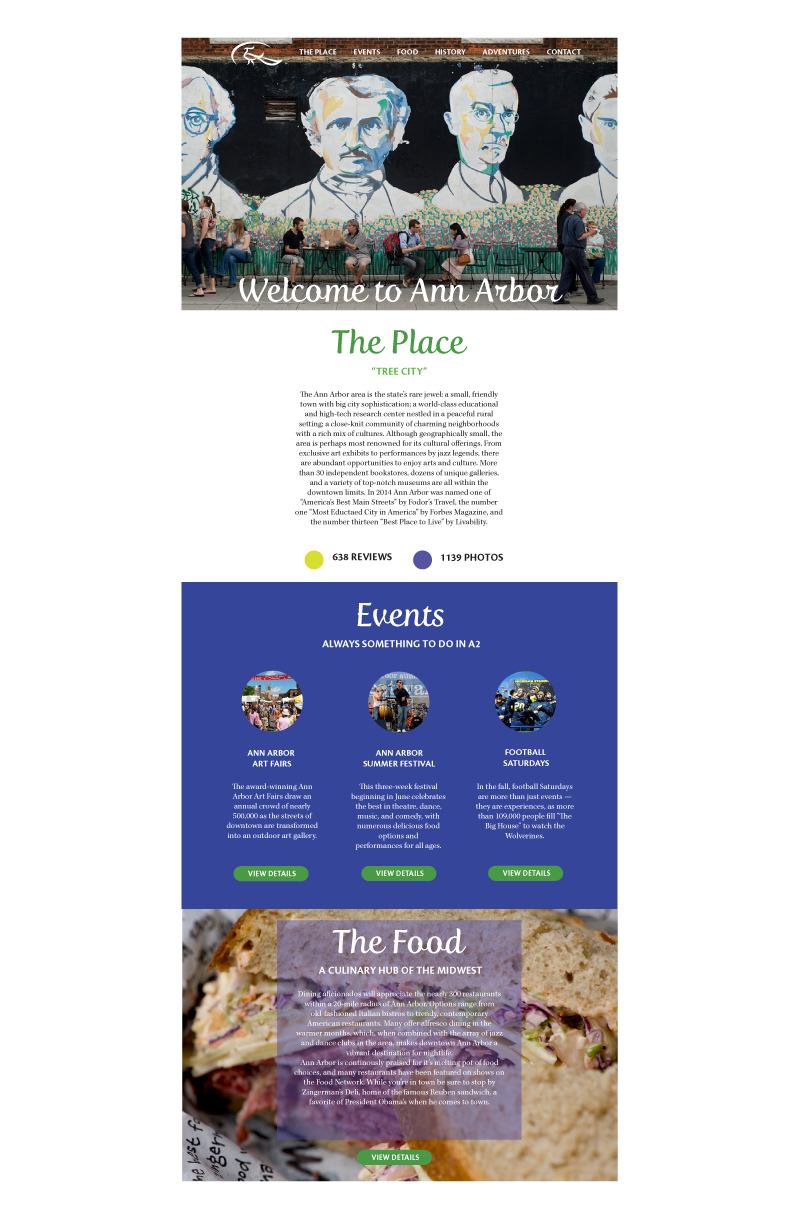 THE PLACE EVENTS FOOD HISTORY ADVENTURES CONTACT
Welcome to Ann Arbor
The Place
"TREE CITY"
The Ann Arbor area is the state's rare jewel: a small, friendly
town with big city sophistication; a world-class educational
and high-tech research center nestled in a peaceful rural
setting; a close-knit community of charming neighborhoods
with a rich mix of cultures. Although geographically small, the
area is perhaps most renowned for its cultural offerings. From
exclusive art exhibits to performances by jazz legends, there
are abundant opportunities to enjoy arts and culture. More
than 30 independent bookstores, dozens of unique galleries,
and a variety of top-notch museums are all within the
downtown limits. In 2014 Ann Arbor was named one of
"America's Best Main Streets" by Fodor's Travel, the number
one "Most Eductaed City in America" by Forbes Magazine, and
the number thirteen "Best Place to Live" by Livability.
638 REVIEWS 1139 PHOTOS
Events
ALWAYS SOMETHING TO DO IN A2
ANN ARBOR
ART FAIRS
The award-winning Ann
Arbor Art Fairs draw an
annual crowd of nearly
500,000 as the streets of
downtown are transformed
into an outdoor art gallery.
VIEW DETAILS
ANN ARBOR
SUMMER FESTIVAL
This three-week festival
beginning in June celebrates
the best in theatre, dance,
music, and comedy, with
numerous delicious food
options and
performances for all ages.
VIEW DETAILS
FOOTBALL
SATURDAYS
In the fall, football Saturdays
are more than just events —
they are experiences, as more
than 109,000 people fill "The
Big House" to watch the
Wolverines.
VIEW DETAILS
The Food
A CULINARY HUB OF THE MIDWEST
Dining aficionados will appreciate the nearly 300 restaurants
within a 20-mile radius of Ann Arbor. Options range from
old-fashioned Italian bistros to trendy, contemporary
American restaurants. Many offer alfresco dining in the
warmer months, which, when combined with the array of jazz
and dance clubs in the area, makes downtown Ann Arbor a
vibrant destination for nightlife.
Ann Arbor is continously praised for it's melting pot of food
choices, and many restaurants have been featured on shows on
the Food Network. While you're in town be sure to stop by
Zingerman's Deli, home of the famous Reuben sandwich, a
favorite of President Obama's when he comes to town.
VIEW DETAILS